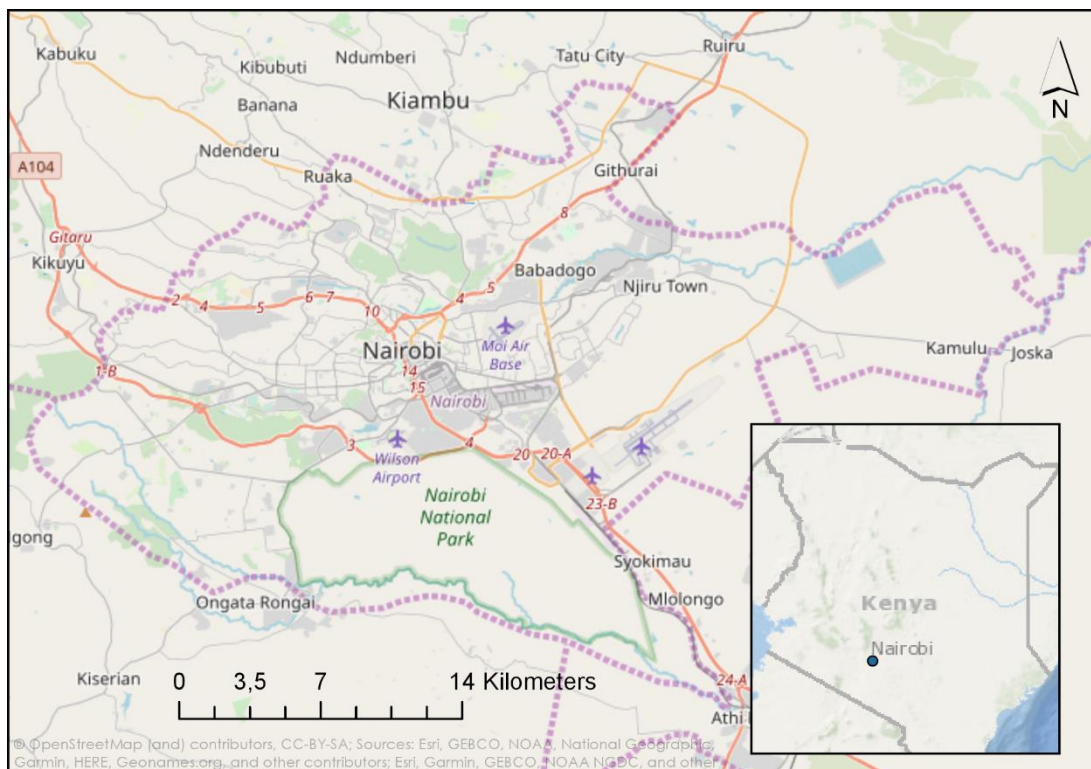 Kabuku
Ndumberi
Kibubuti
Tatu City
Ruiru
Banana
Kiambu
N
Ndenderu
A104
Ruaka
Githurai
8
Gitaru
Kikuyu
Babadogo
Njiru Town
2
4
5
6
7
10
4
5
Moi Air
Base
Nairobi
14
15
Nairobi
1-B
Kamulu
Joska
3
Wilson
Airport
4
20
20-A
23-B
Nairobi
National
Park
gong
Syokimau
Mlolongo
Ongata Rongai
Kiserian
24-A
Athi
0
3,5
7
14 Kilometers
Kenya
Nairobi
© OpenStreetMap (and) contributors, CC-BY-SA; Sources: Esri, GEBCO, NOAA, National Geographic,
Garmin, HERE, Geonames.org, and other contributors; Esri, Garmin, GEBCO, NOAA NGDC, and other